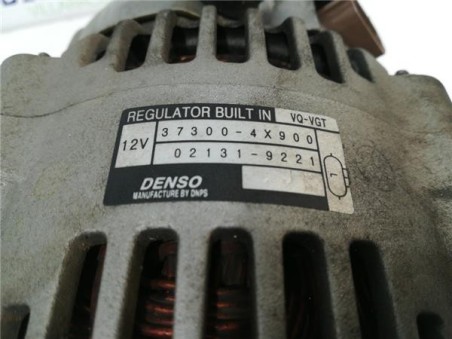 REGULATOR BUILT IN VQ-VGT
12V 37300-4X900
02131-9221
DENSO
MANUFACTURE BY DNPS
L